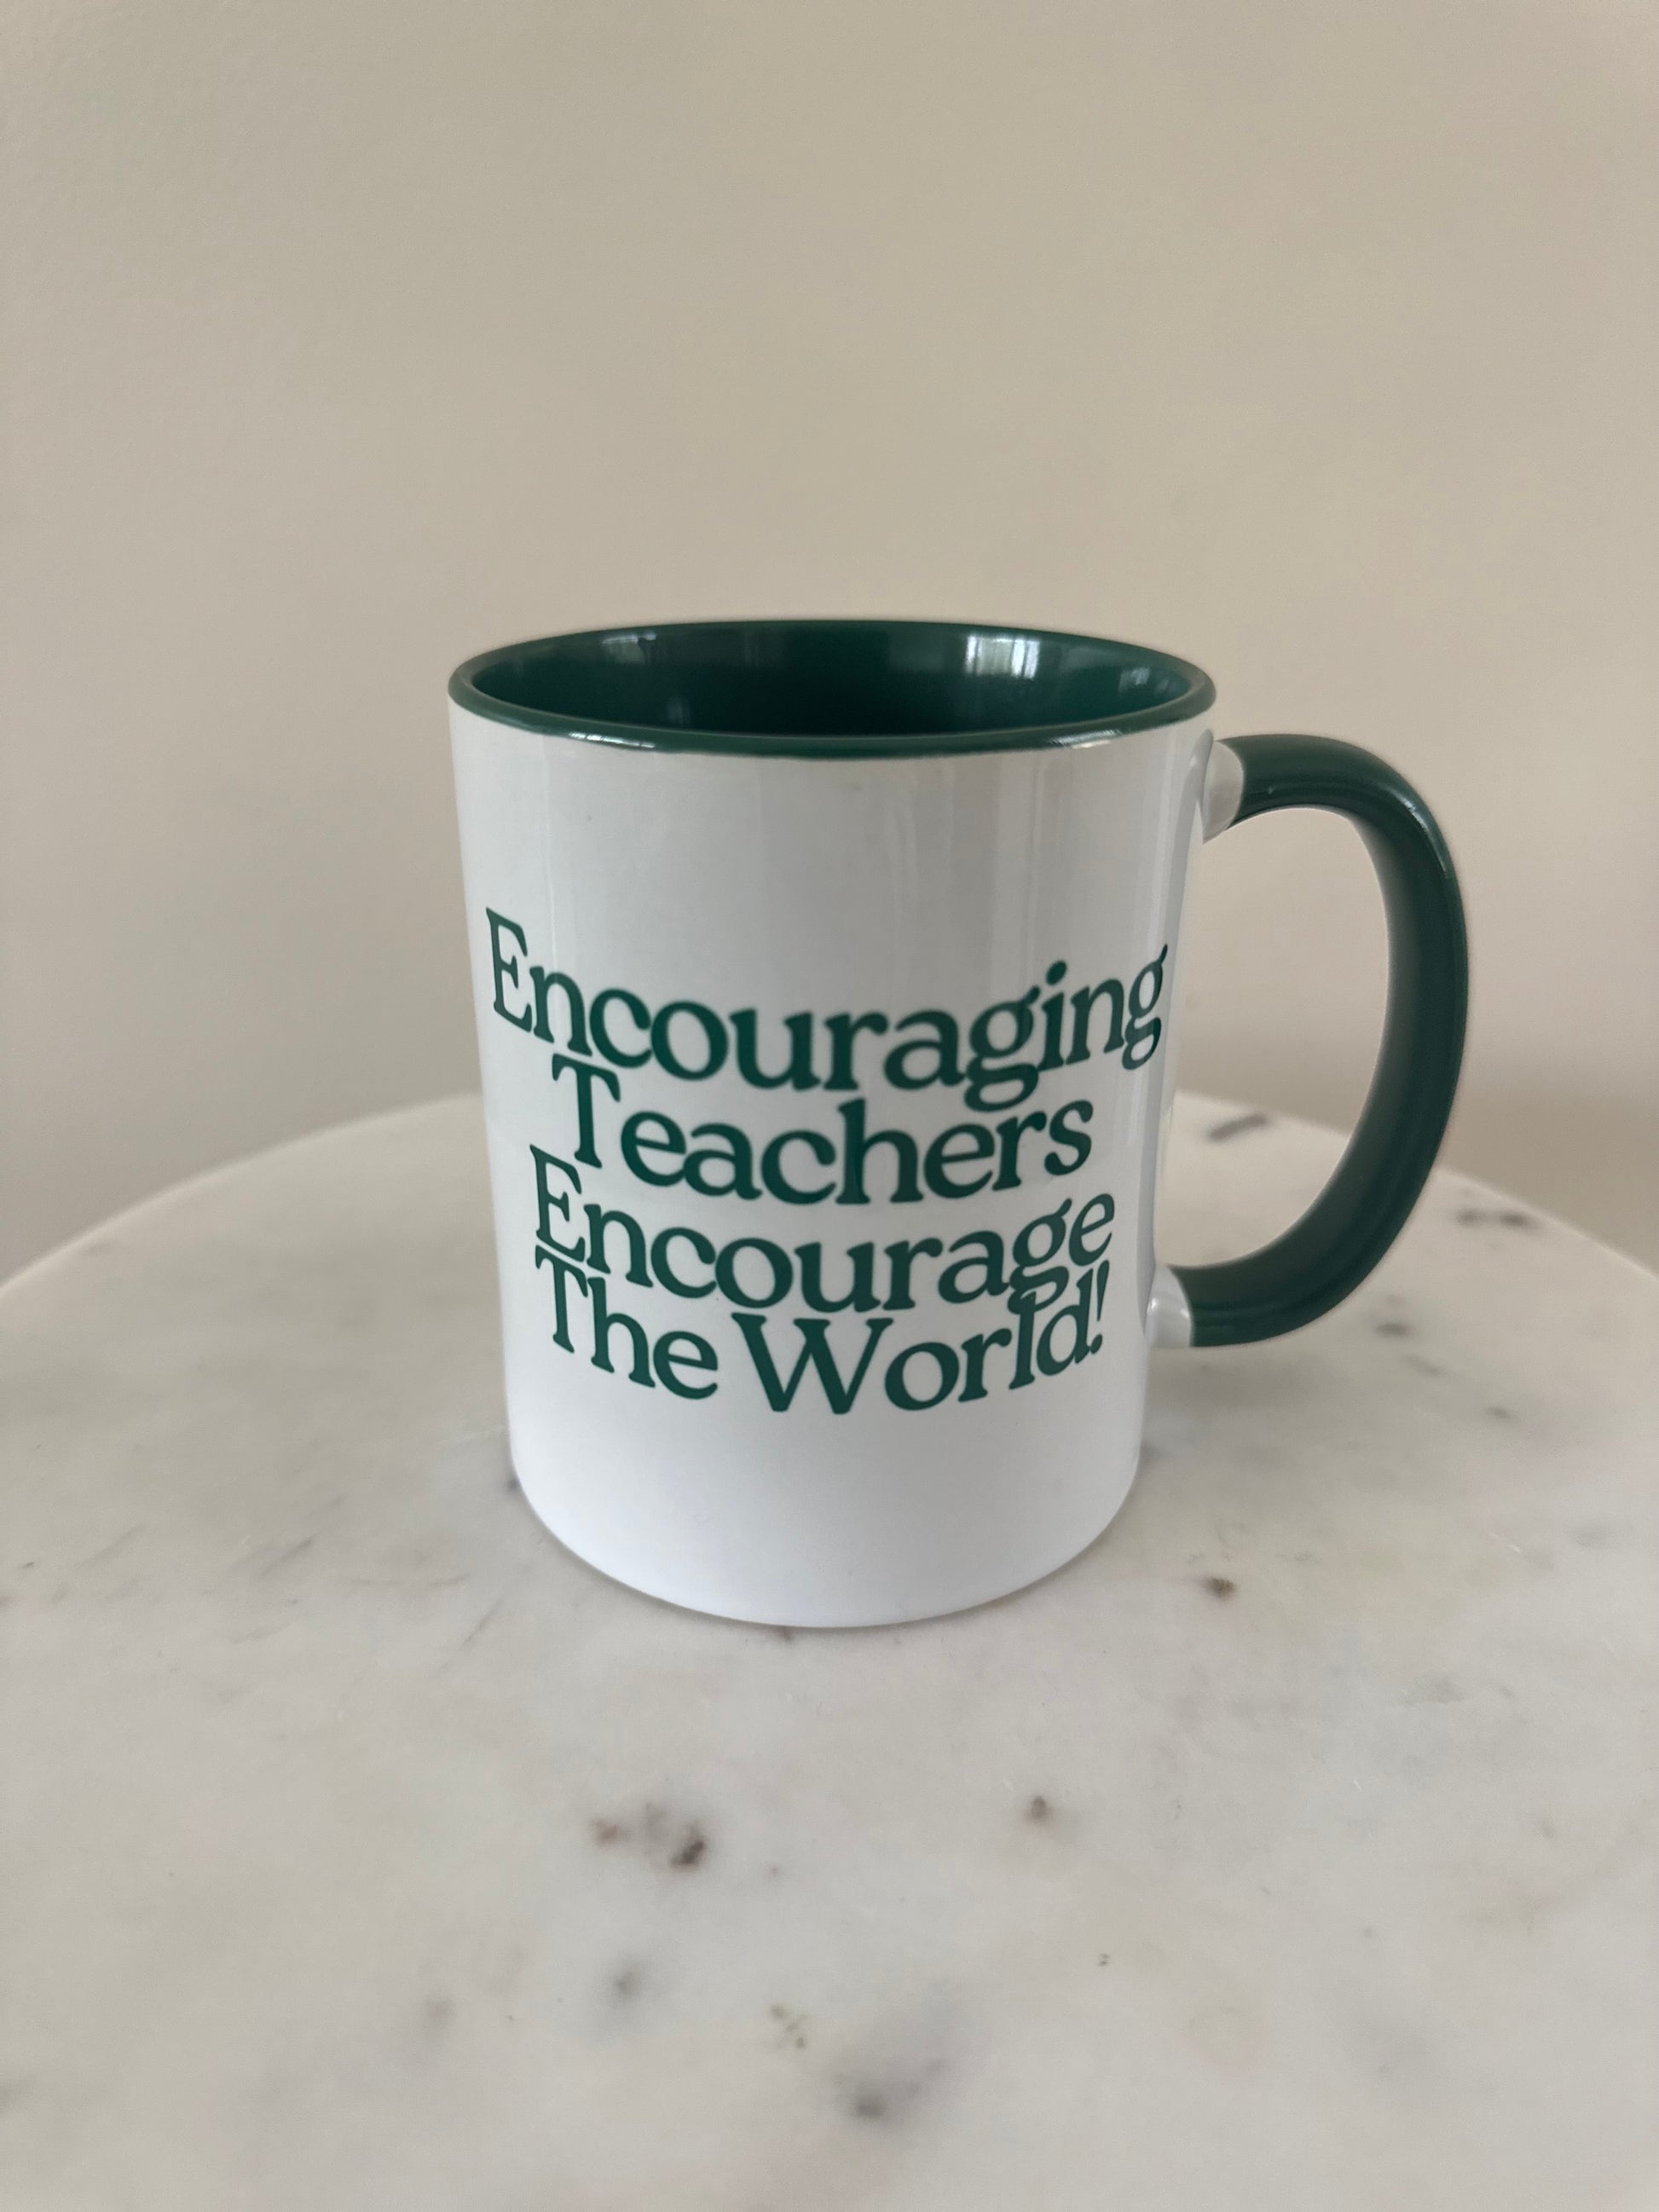 Encouraging
Teachers
Encourage
The World!